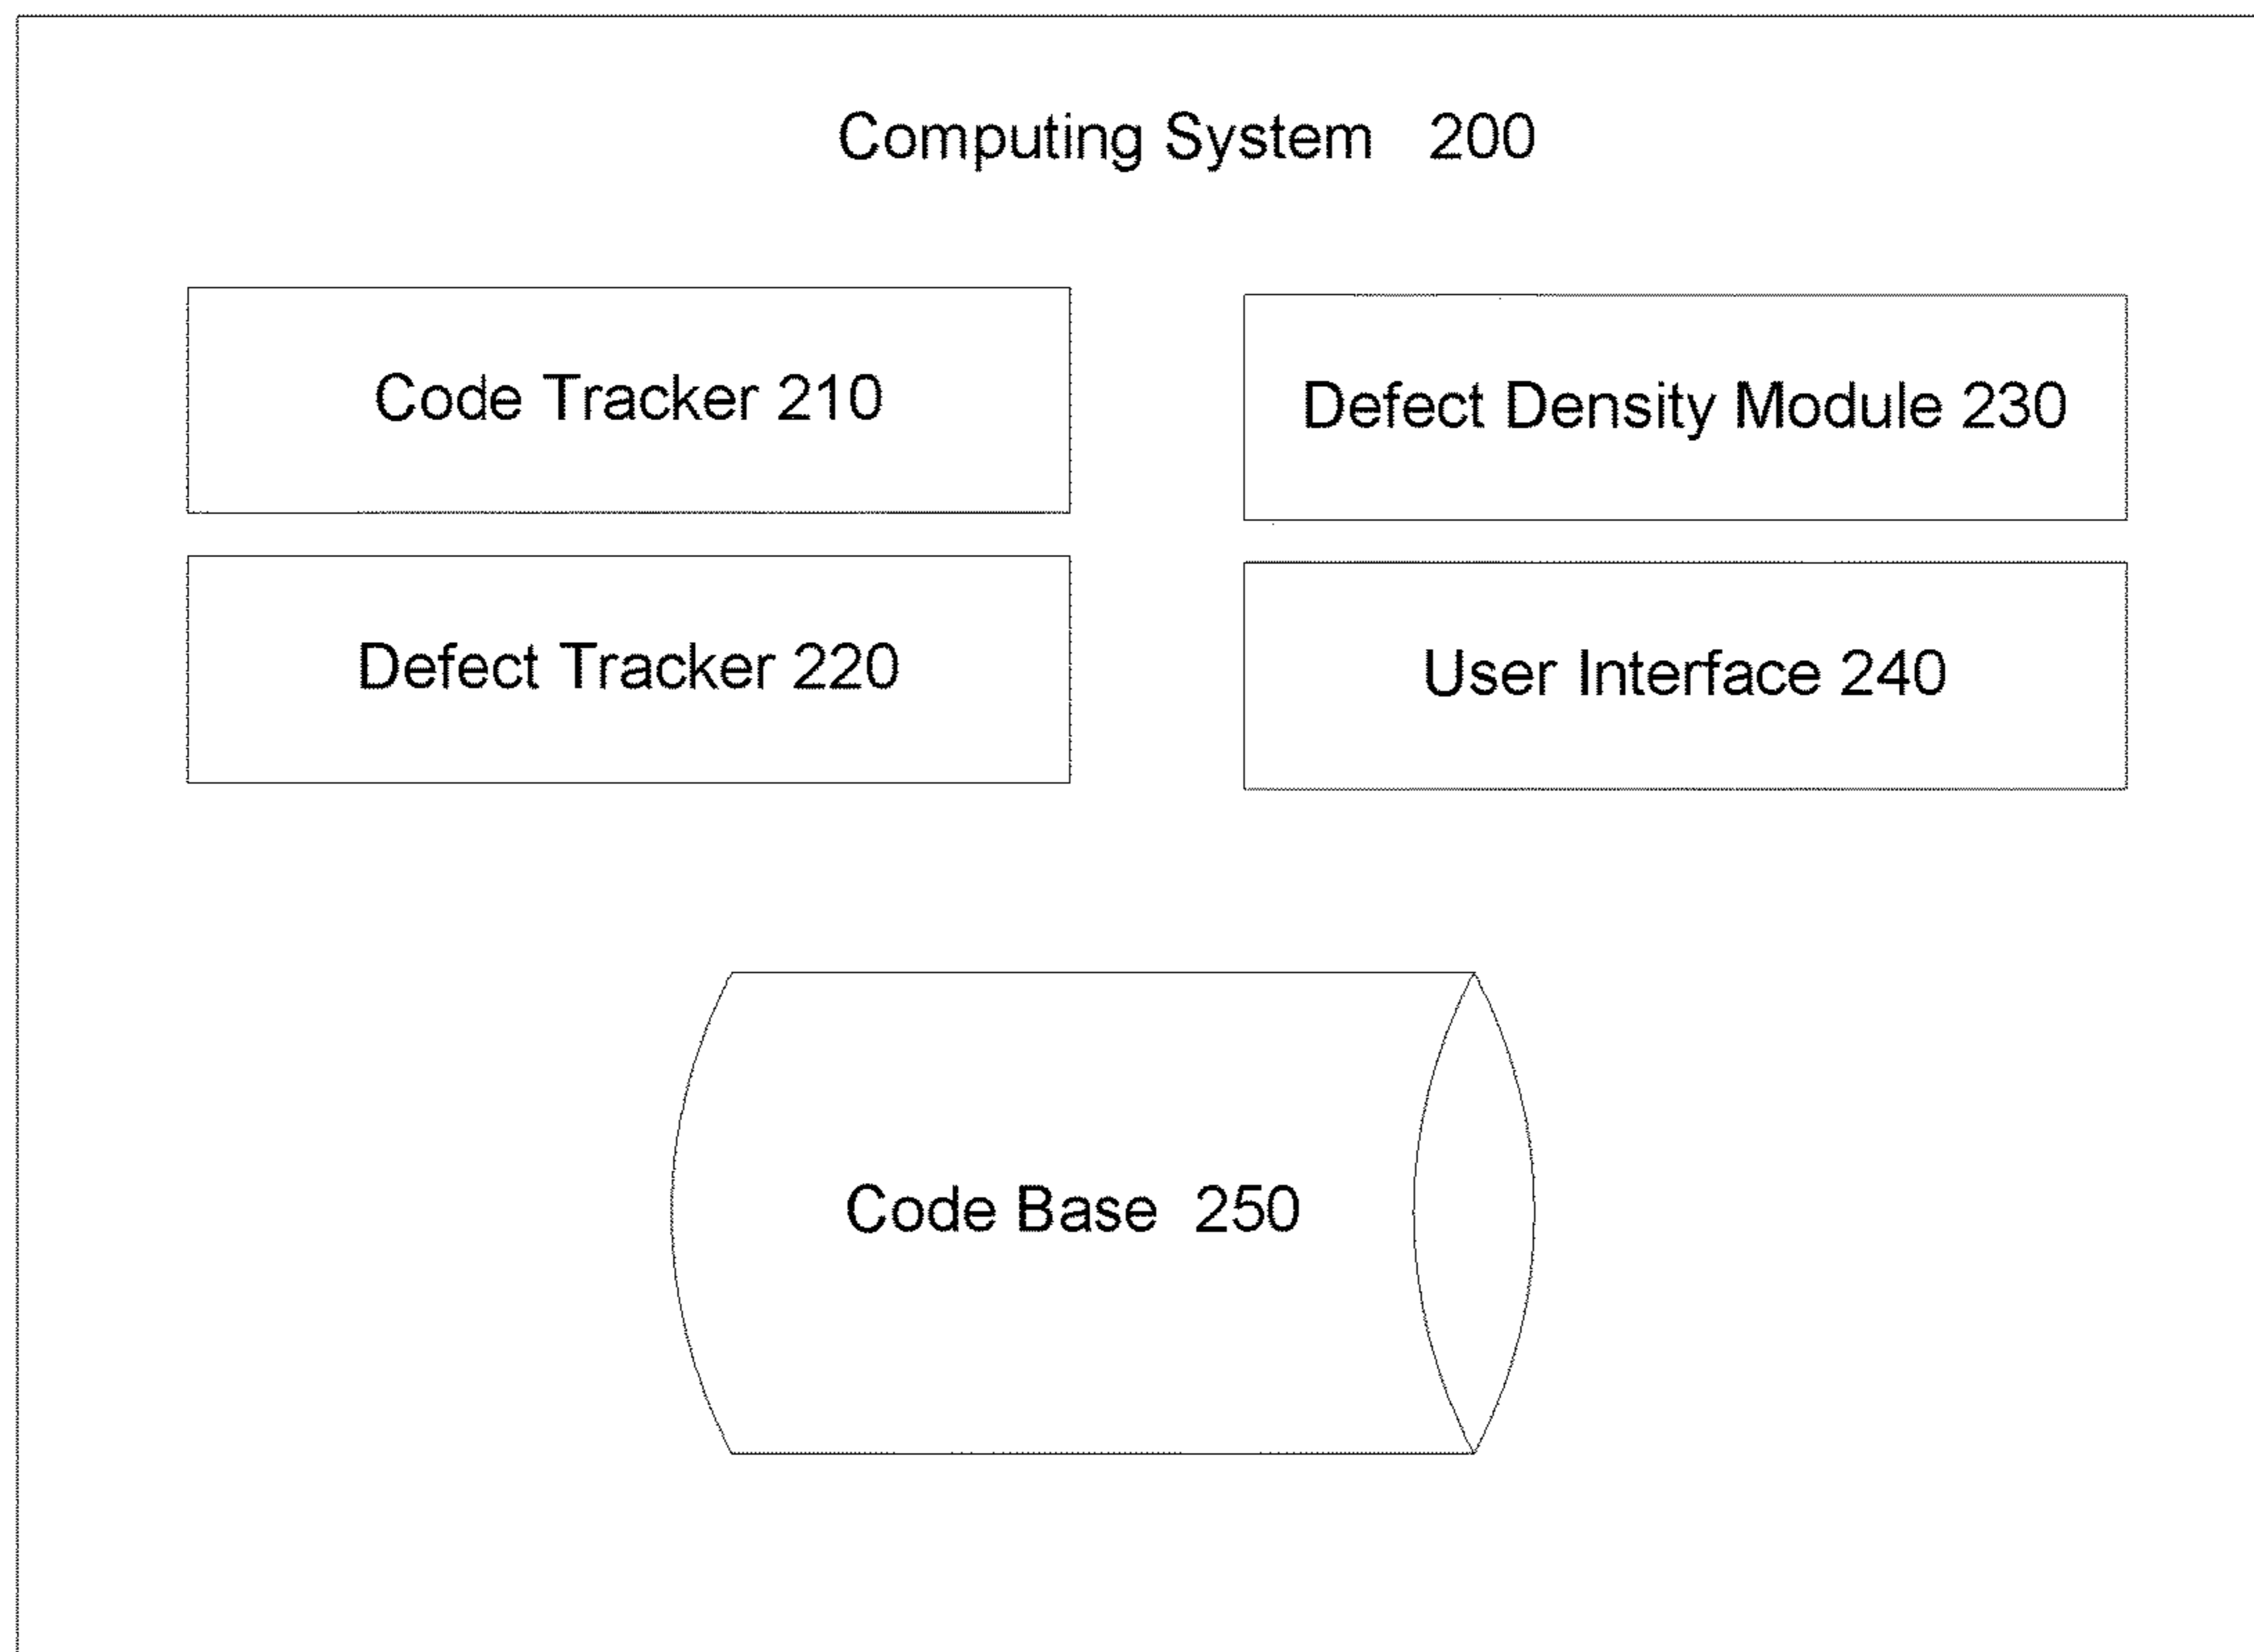 Computing System 200
Code Tracker 210
Defect Density Module 230
Defect Tracker 220
User Interface 240
Code Base 250